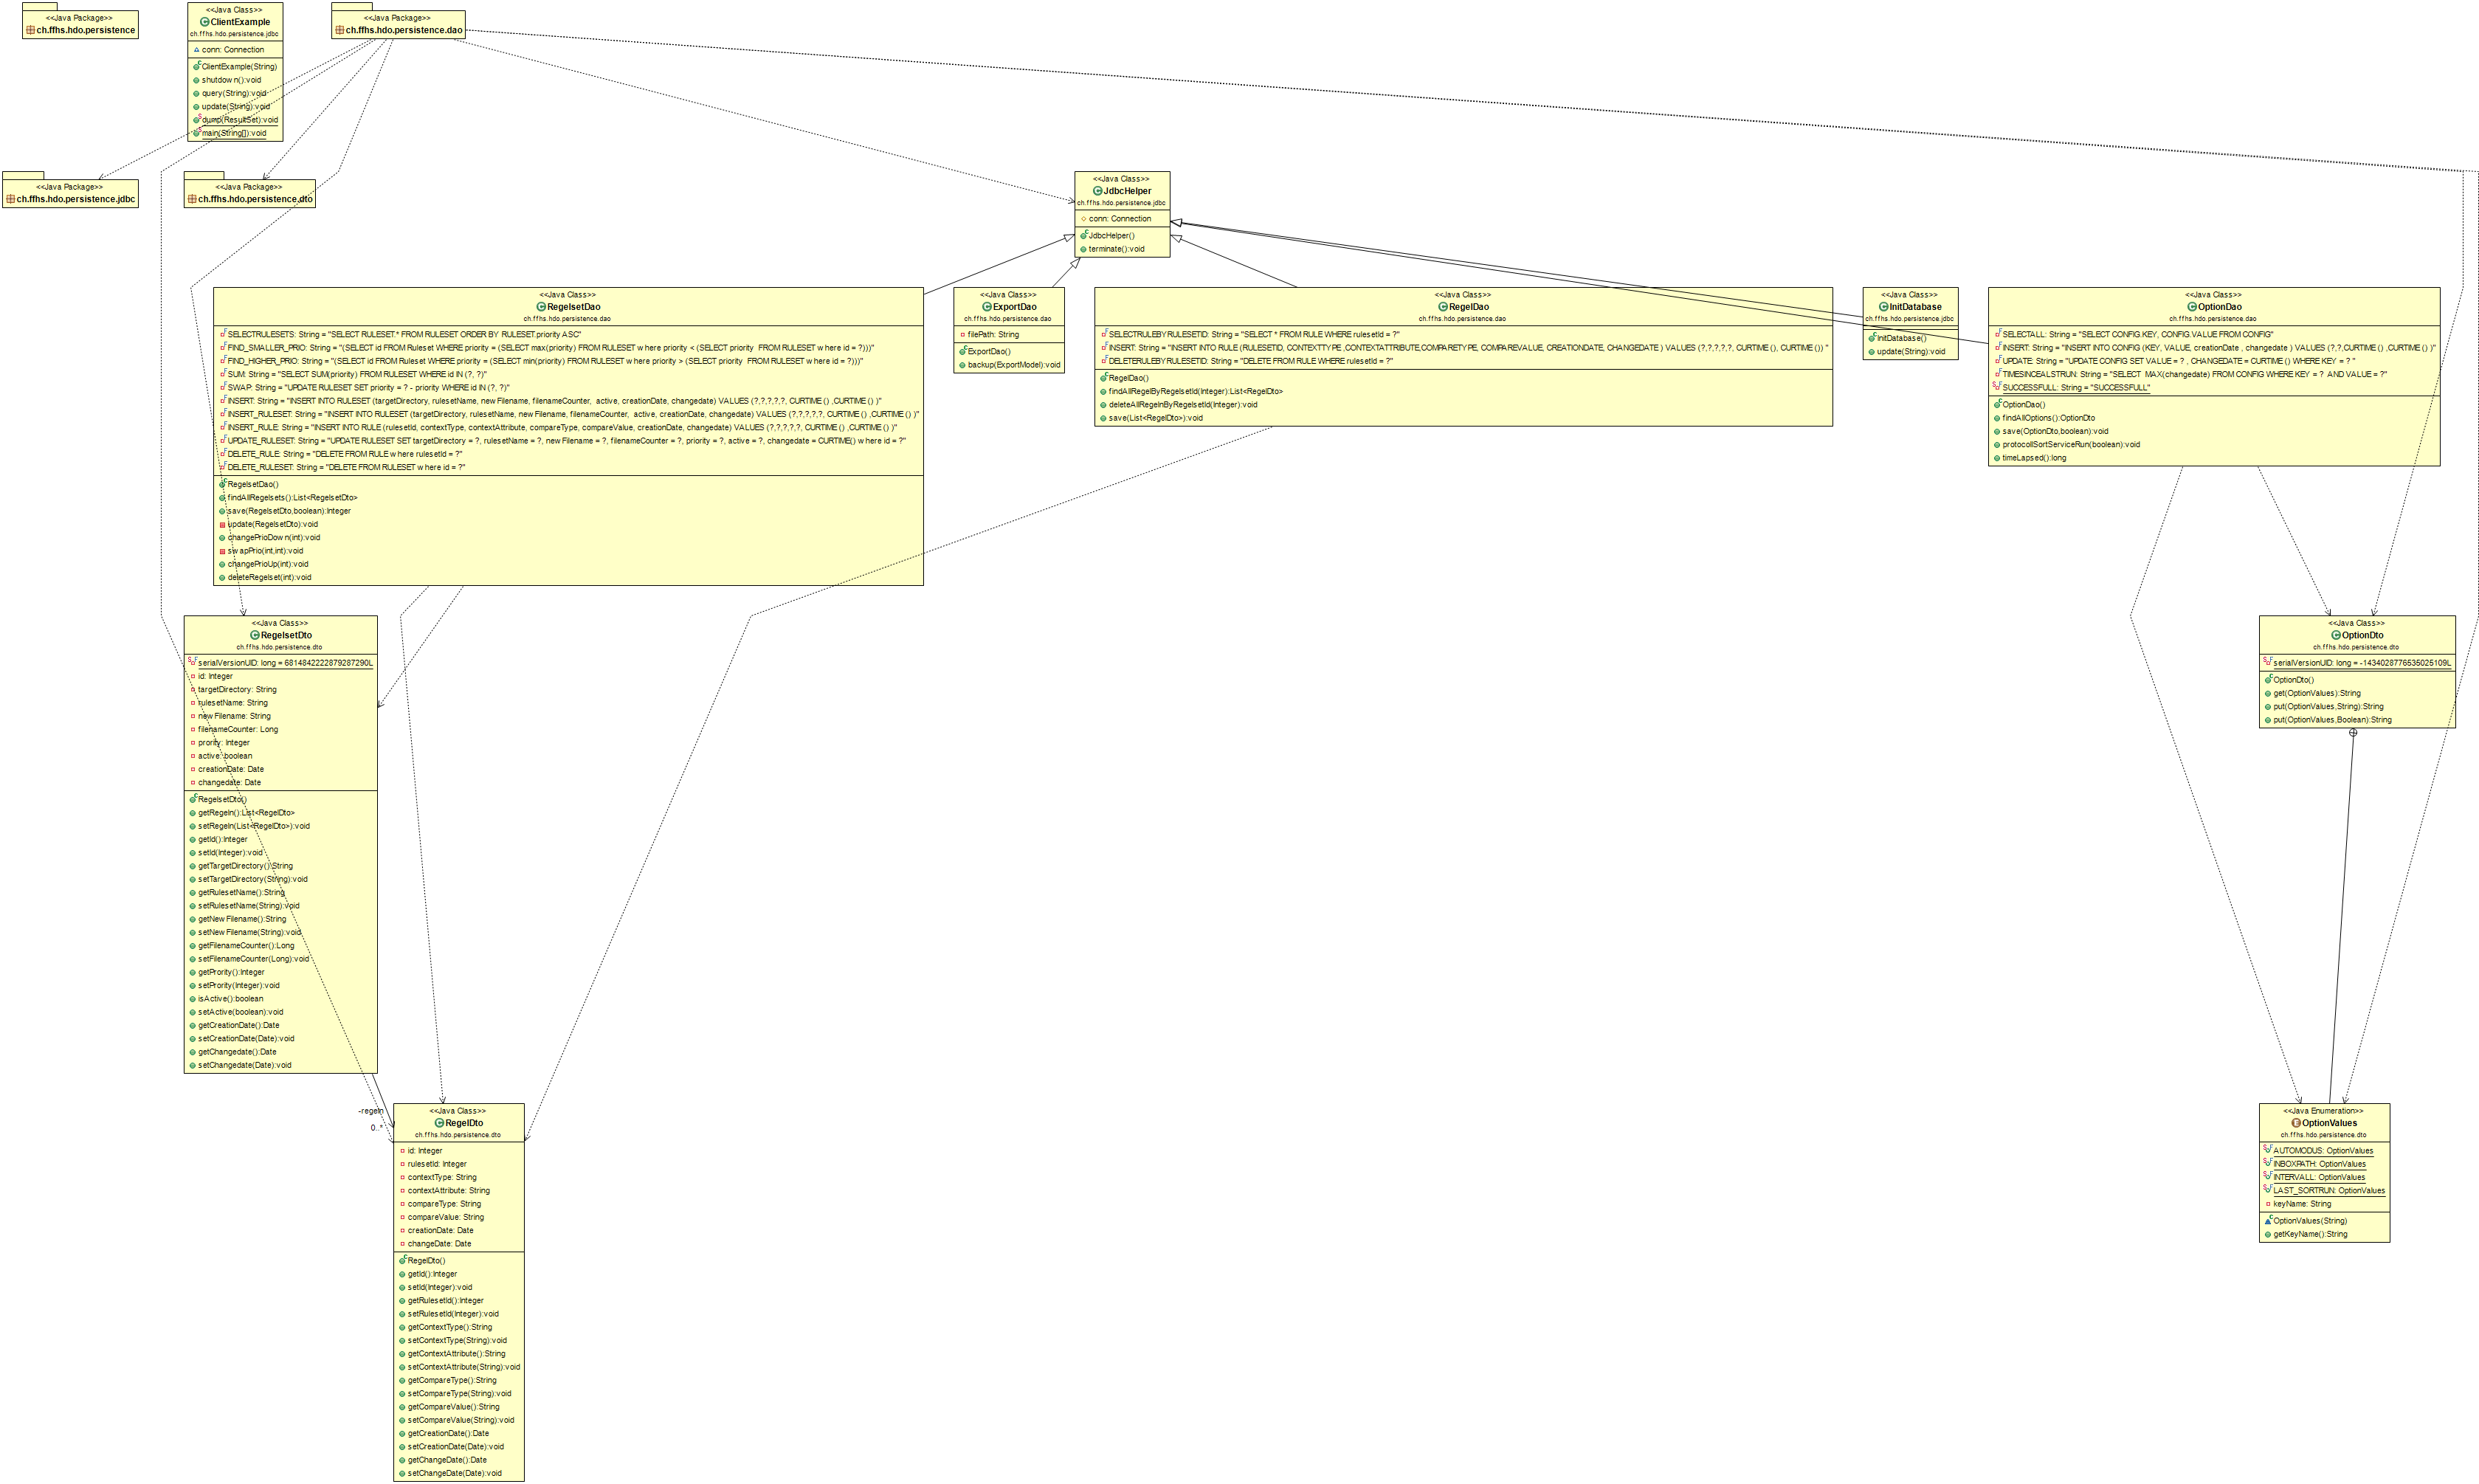 <<Java Package>>
ch.ffhs.hdo.persistence
<<Java Class>>
ClientExample
ch.ffhs.hdo.persistence.jdbc
conn: Connection
ClientExample(String)
shutdown():void
query(String):void
update(String):void
dump(ResultSet):void
main(String[]):void
<<Java Package>>
ch.ffhs.hdo.persistence.dao
<<Java Package>>
ch.ffhs.hdo.persistence.jdbc
<<Java Package>>
ch.ffhs.hdo.persistence.dto
<<Java Class>>
JdbcHelper
ch.ffhs.hdo.persistence.jdbc
conn: Connection
JdbcHelper()
terminate():void
<<Java Class>>
RegelsetDao
ch.ffhs.hdo.persistence.dao
SELECTRULESETS: String = "SELECT RULESET.* FROM RULESET ORDER BY RULESET.priority ASC"
FIND_SMALLER_PRIO: String = "(SELECT id FROM Ruleset WHERE priority = (SELECT max(priority) FROM RULESET where priority < (SELECT priority  FROM RULESET where id = ?)))"
FIND_HIGHER_PRIO: String = "(SELECT id FROM Ruleset WHERE priority = (SELECT min(priority) FROM RULESET where priority > (SELECT priority  FROM RULESET where id = ?)))"
SUM: String = "SELECT SUM(priority) FROM RULESET WHERE id IN (?, ?)"
SWAP: String = "UPDATE RULESET SET priority = ? - priority WHERE id IN (?, ?)"
INSERT: String = "INSERT INTO RULESET (targetDirectory, rulesetName, newFilename, filenameCounter,  active, creationDate, changedate) VALUES (?,?,?,?,?, CURTIME () ,CURTIME () )"
INSERT_RULESET: String = "INSERT INTO RULESET (targetDirectory, rulesetName, newFilename, filenameCounter,  active, creationDate, changedate) VALUES (?,?,?,?,?, CURTIME () ,CURTIME () )"
INSERT_RULE: String = "INSERT INTO RULE (rulesetId, contextType, contextAttribute, compareType, compareValue, creationDate, changedate) VALUES (?,?,?,?,?, CURTIME () ,CURTIME () )"
UPDATE_RULESET: String = "UPDATE RULESET SET targetDirectory = ?, rulesetName = ?, newFilename = ?, filenameCounter = ?, priority = ?, active = ?, changedate = CURTIME() where id = ?"
DELETE_RULE: String = "DELETE FROM RULE where rulesetId = ?"
DELETE_RULESET: String = "DELETE FROM RULESET where id = ?"
RegelsetDao()
findAllRegelsets():List<RegelsetDto>
save(RegelsetDto,boolean):Integer
update(RegelsetDto):void
changePrioDown(int):void
swapPrio(int,int):void
changePrioUp(int):void
deleteRegelset(int):void
<<Java Class>>
ExportDao
ch.ffhs.hdo.persistence.dao
filePath: String
ExportDao()
backup(ExportModel):void
<<Java Class>>
RegelDao
ch.ffhs.hdo.persistence.dao
SELECTRULEBYRULESETID: String = "SELECT * FROM RULE WHERE rulesetId = ?"
INSERT: String = "INSERT INTO RULE (RULESETID, CONTEXTTYPE ,CONTEXTATTRIBUTE,COMPARETYPE, COMPAREVALUE, CREATIONDATE, CHANGEDATE ) VALUES (?,?,?,?,?, CURTIME (), CURTIME ()) "
DELETERULEBYRULESETID: String = "DELETE FROM RULE WHERE rulesetId = ?"
RegelDao()
findAllRegelByRegelsetId(Integer):List<RegelDto>
deleteAllRegelnByRegelsetId(Integer):void
save(List<RegelDto>):void
<<Java Class>>
InitDatabase
ch.ffhs.hdo.persistence.jdbc
InitDatabase()
update(String):void
<<Java Class>>
OptionDao
ch.ffhs.hdo.persistence.dao
SELECTALL: String = "SELECT CONFIG.KEY, CONFIG.VALUE FROM CONFIG"
INSERT: String = "INSERT INTO CONFIG (KEY, VALUE, creationDate , changedate ) VALUES (?,?,CURTIME () ,CURTIME () )"
UPDATE: String = "UPDATE CONFIG SET VALUE = ? , CHANGEDATE = CURTIME () WHERE KEY = ? "
TIMESINCEALSTRUN: String = "SELECT  MAX(changedate) FROM CONFIG WHERE KEY = ?  AND VALUE = ?"
SUCCESSFULL: String = "SUCCESSFULL"
OptionDao()
findAllOptions():OptionDto
save(OptionDto,boolean):void
protocollSortServiceRun(boolean):void
timeLapsed():long
<<Java Class>>
RegelsetDto
ch.ffhs.hdo.persistence.dto
serialVersionUID: long = 6814842222879287290L
id: Integer
targetDirectory: String
rulesetName: String
newFilename: String
filenameCounter: Long
prority: Integer
active: boolean
creationDate: Date
changedate: Date
RegelsetDto()
getRegeln():List<RegelDto>
setRegeln(List<RegelDto>):void
getId():Integer
setId(Integer):void
getTargetDirectory():String
setTargetDirectory(String):void
getRulesetName():String
setRulesetName(String):void
getNewFilename():String
setNewFilename(String):void
getFilenameCounter():Long
setFilenameCounter(Long):void
getPrority():Integer
setPrority(Integer):void
isActive():boolean
setActive(boolean):void
getCreationDate():Date
setCreationDate(Date):void
getChangedate():Date
setChangedate(Date):void
<<Java Class>>
OptionDto
ch.ffhs.hdo.persistence.dto
serialVersionUID: long = -1434028776535025109L
OptionDto()
get(OptionValues):String
put(OptionValues,String):String
put(OptionValues,Boolean):String
-regeln
0..*
<<Java Class>>
RegelDto
ch.ffhs.hdo.persistence.dto
id: Integer
rulesetId: Integer
contextType: String
contextAttribute: String
compareType: String
compareValue: String
creationDate: Date
changeDate: Date
RegelDto()
getId():Integer
setId(Integer):void
getRulesetId():Integer
setRulesetId(Integer):void
getContextType():String
setContextType(String):void
getContextAttribute():String
setContextAttribute(String):void
getCompareType():String
setCompareType(String):void
getCompareValue():String
setCompareValue(String):void
getCreationDate():Date
setCreationDate(Date):void
getChangeDate():Date
setChangeDate(Date):void
<<Java Enumeration>>
OptionValues
ch.ffhs.hdo.persistence.dto
AUTOMODUS: OptionValues
INBOXPATH: OptionValues
INTERVALL: OptionValues
LAST_SORTRUN: OptionValues
keyName: String
OptionValues(String)
getKeyName():String